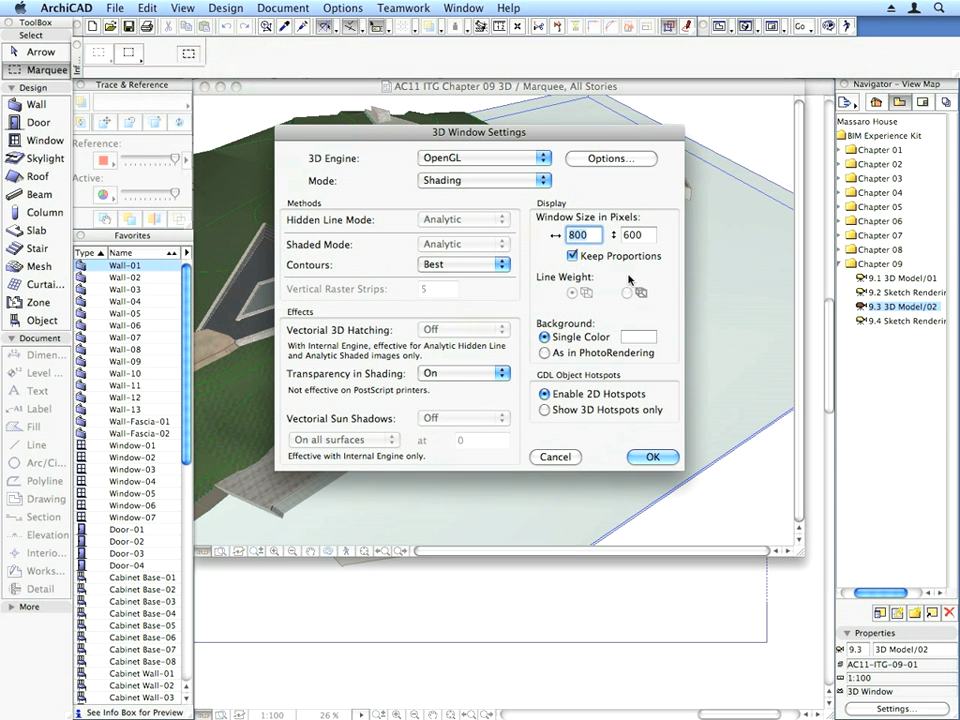 ArchiCAD File Edit View Design Document Options Teamwork Window Help
ToolBox
Select
Arrow
Marquee
Design
Wall
Door
Window
Skylight
Roof
Beam
Column
Slab
Stair
Mesh
Curtai...
Zone
Object
Document
Dimen...
Level ...
Text
Label
Fill
Line
Arc/Ci...
Polyline
Drawing
Section
Elevation
Interio...
Works...
Detail
More
Trace & Reference
Reference:
Active:
Favorites
Type Name
Wall-01
Wall-02
Wall-03
Wall-04
Wall-05
Wall-06
Wall-07
Wall-08
Wall-09
Wall-10
Wall-11
Wall-12
Wall-13
Wall-Fascia-01
Wall-Fascia-02
Window-01
Window-02
Window-03
Window-04
Window-05
Window-06
Window-07
Door-01
Door-02
Door-03
Door-04
Cabinet Base-01
Cabinet Base-02
Cabinet Base-03
Cabinet Base-04
Cabinet Base-05
Cabinet Base-06
Cabinet Base-07
Cabinet Base-08
Cabinet Wall-01
Cabinet Wall-02
Cabinet Wall-03
See Info Box for Preview
Go...
AC11 ITG Chapter 09 3D / Marquee, All Stories
3D Window Settings
3D Engine: OpenGL Options...
Mode: Shading
Methods
Hidden Line Mode: Analytic
Shaded Mode: Analytic
Contours: Best
Vertical Raster Strips: 5
Effects
Vectorial 3D Hatching: Off
With Internal Engine, effective for Analytic Hidden Line
and Analytic Shaded images only.
Transparency in Shading: On
Not effective on PostScript printers.
Vectorial Sun Shadows: Off
On all surfaces at 0
Effective with Internal Engine only.
Display
Window Size in Pixels:
800 600
Keep Proportions
Line Weight:
Background:
Single Color
As in PhotoRendering
GDL Object Hotspots
Enable 2D Hotspots
Show 3D Hotspots only
Cancel OK
1:100 26 %
Navigator - View Map
Massaro House
BIM Experience Kit
Chapter 01
Chapter 02
Chapter 03
Chapter 04
Chapter 05
Chapter 06
Chapter 07
Chapter 08
Chapter 09
9.1 3D Model/01
9.2 Sketch Renderin
9.3 3D Model/02
9.4 Sketch Renderin
Properties
9.3 3D Model/02
AC11-ITG-09-01
1:100
3D Window
Settings...